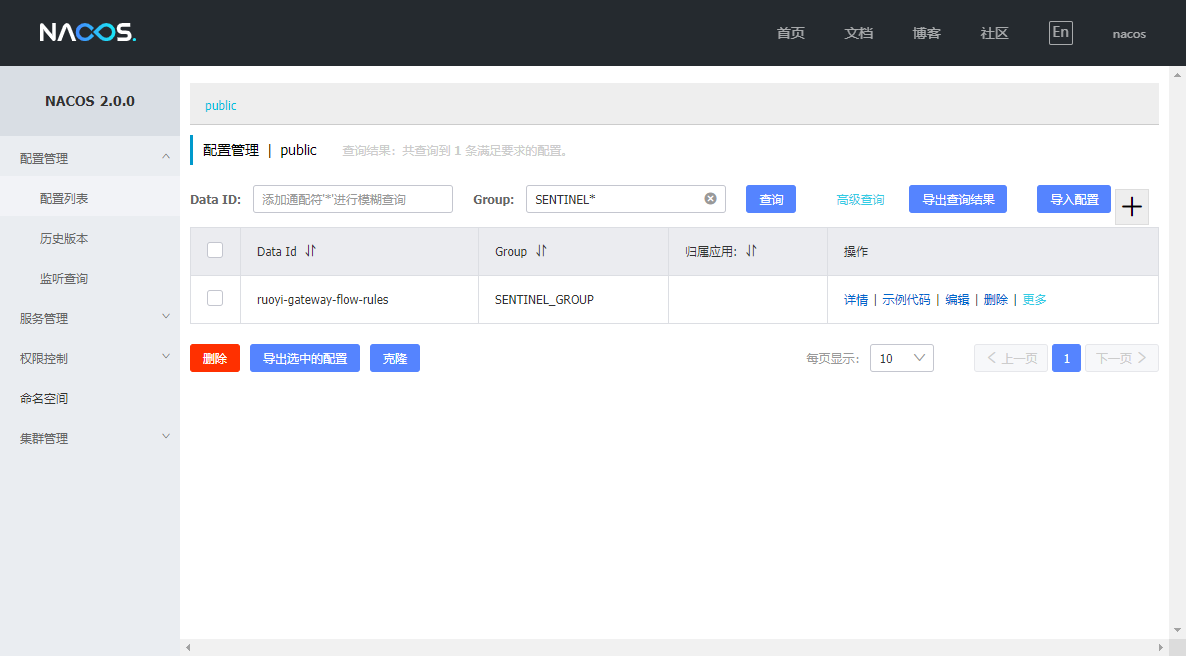 NACOS.
首页 文档 博客 社区 En nacos
NACOS 2.0.0
配置管理
配置列表
历史版本
监听查询
服务管理
权限控制
命名空间
集群管理
public
配置管理 | public 查询结果：共查询到 1 条满足要求的配置。
Data ID: 添加通配符'*'进行模糊查询 Group: SENTINEL* 查询 高级查询 导出查询结果 导入配置
Data Id Group 归属应用: 操作
ruoyi-gateway-flow-rules SENTINEL_GROUP 详情 | 示例代码 | 编辑 | 删除 | 更多
删除 导出选中的配置 克隆 每页显示: 10 上一页 1 下一页